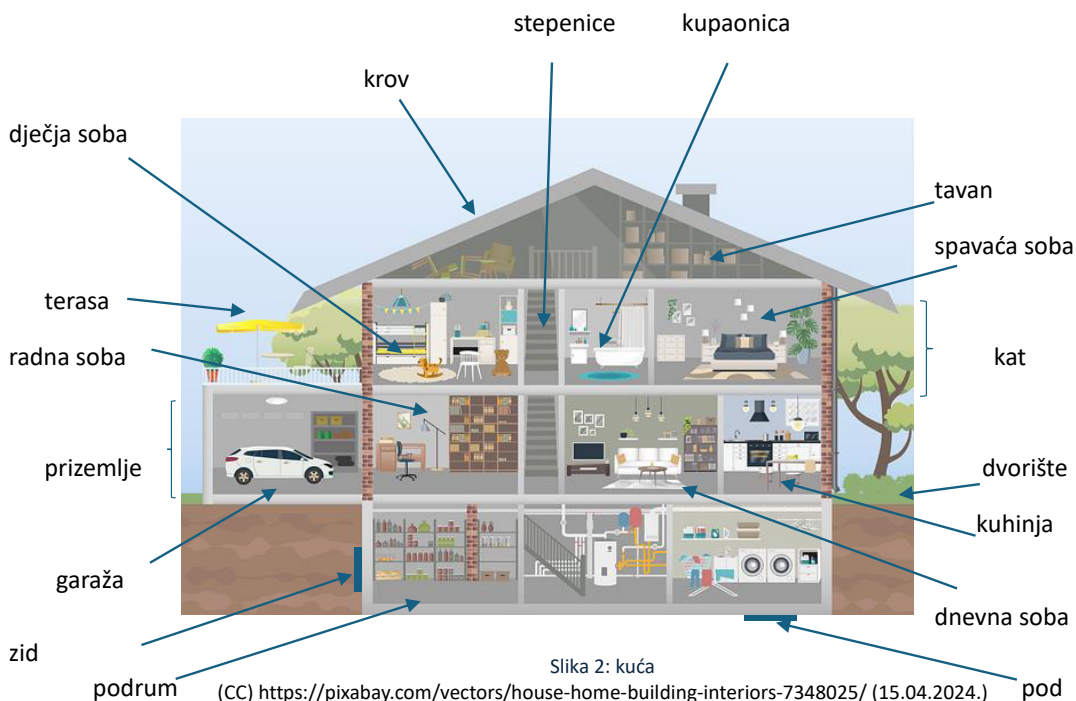 stepenice
kupaonica
krov
dječja soba
tavan
spavaća soba
terasa
radna soba
kat
prizemlje
dvorište
kuhinja
garaža
dnevna soba
zid
Slika 2: kuća
podrum
(CC) https://pixabay.com/vectors/house-home-building-interiors-7348025/ (15.04.2024.)
pod